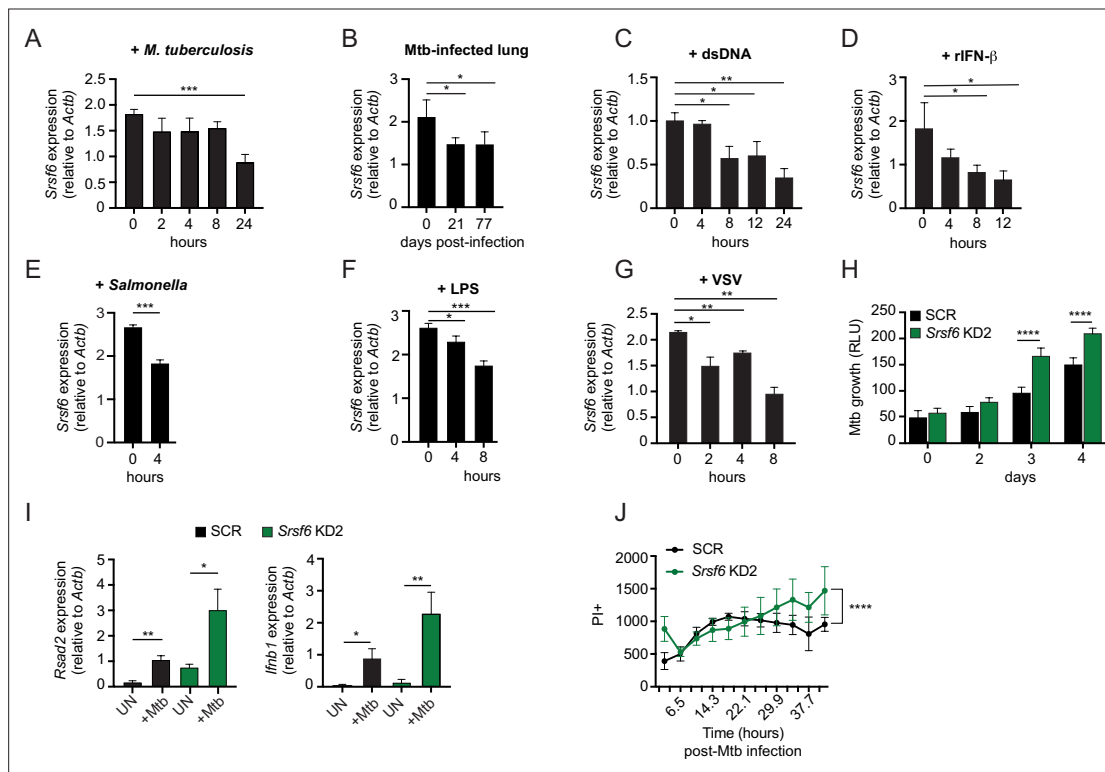 A
+ M. tuberculosis
Srsf6 expression
(relative to Actb)
2.5
2.0
1.5
1.0
0.5
0
***
0 2 4 8 24
hours
B
Mtb-infected lung
Srsf6 expression
(relative to Actb)
3
2
1
0
*
*
0 21 77
days post-infection
C
+ dsDNA
Srsf6 expression
(relative to Actb)
1.5
1.0
0.5
0
**
*
*
0 4 8 12 24
hours
D
+ rIFN-β
Srsf6 expression
(relative to Actb)
3
2
1
0
*
*
0 4 8 12
hours
E
+ Salmonella
Srsf6 expression
(relative to Actb)
3
2
1
0
***
0 4
hours
F
+ LPS
Srsf6 expression
(relative to Actb)
3
2
1
0
***
*
0 4 8
hours
G
+ VSV
Srsf6 expression
(relative to Actb)
2.5
2.0
1.5
1.0
0.5
0
**
**
*
0 2 4 8
hours
H
SCR
Srsf6 KD2
Mtb growth (RLU)
250
200
150
100
50
0
****
****
0 2 3 4
days
I
SCR
Srsf6 KD2
Rsad2 expression
(relative to Actb)
5
4
3
2
1
0
**
*
UN +Mtb UN +Mtb
Ifnb1 expression
(relative to Actb)
4
3
2
1
0
*
**
UN +Mtb UN +Mtb
J
SCR
Srsf6 KD2
PI+
2000
1500
1000
500
0
****
6.5 14.3 22.1 29.9 37.7
Time (hours)
post-Mtb infection